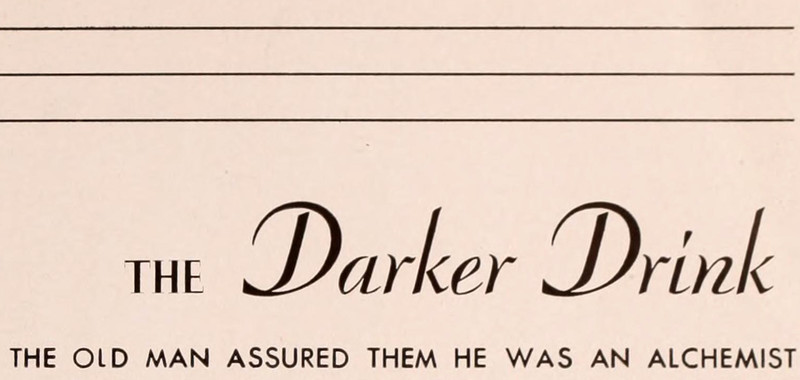 THE Darker Drink
THE OLD MAN ASSURED THEM HE WAS AN ALCHEMIST